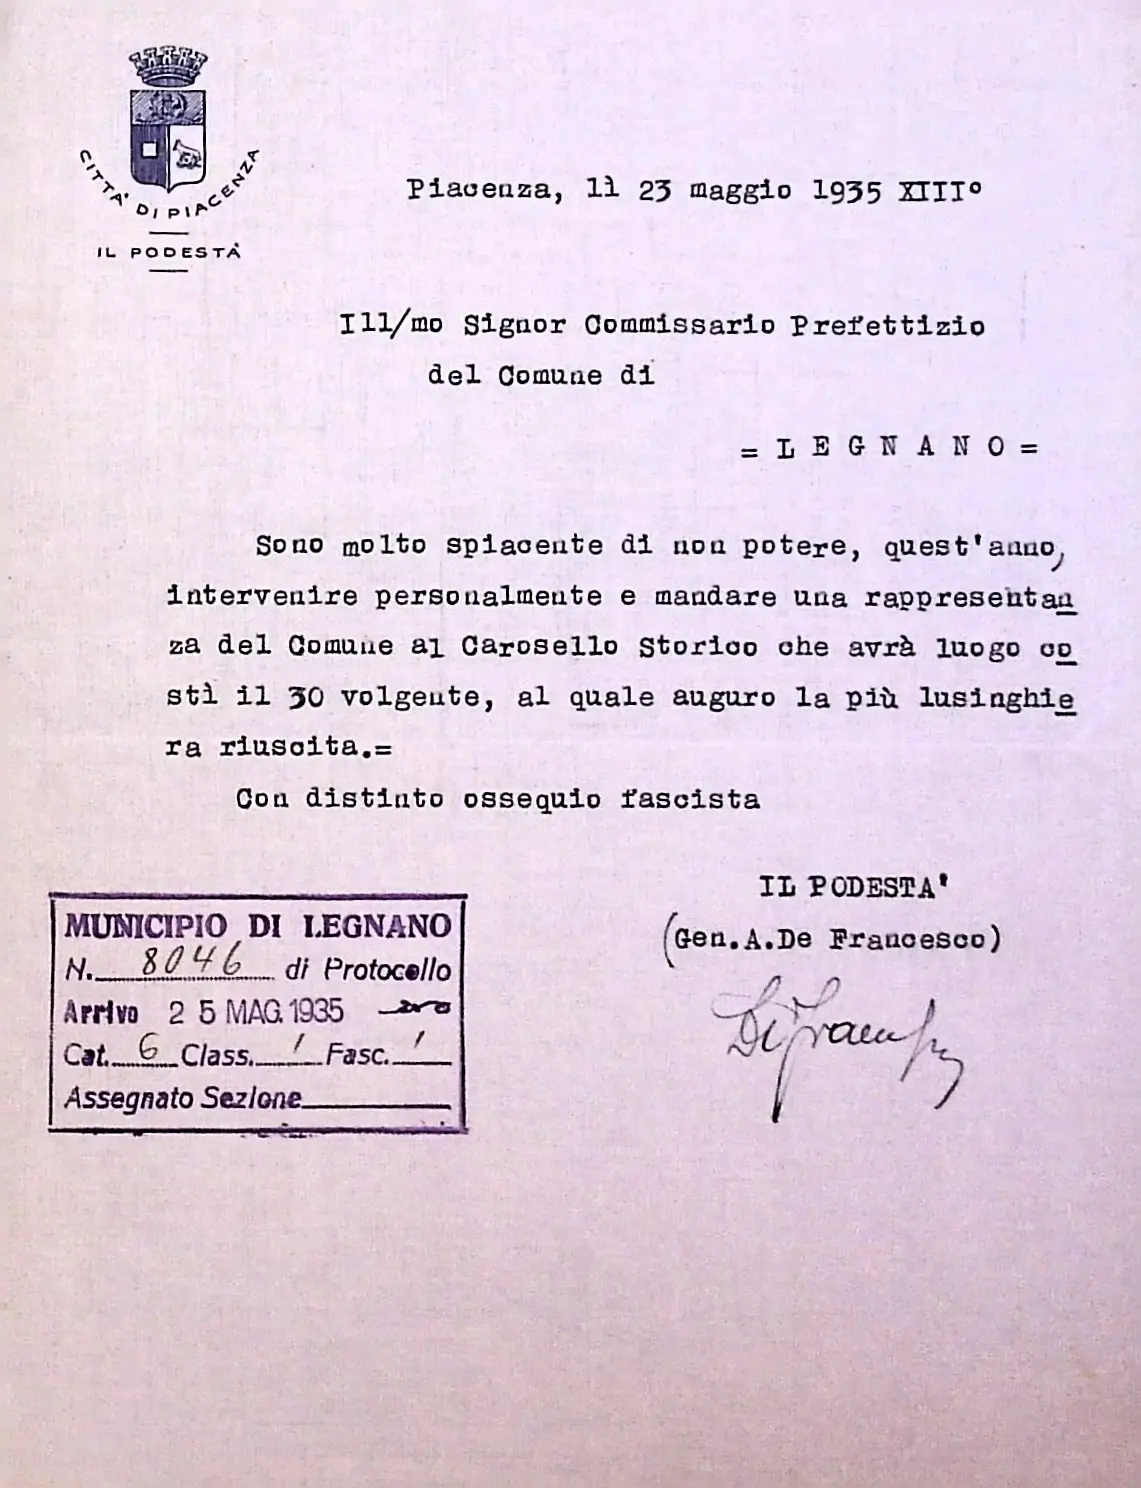 CITTA' DI PIACENZA
IL PODESTÀ
Piacenza, lì 23 maggio 1935 XIII°
Ill/mo Signor Commissario Prefettizio
del Comune di
= L E G N A N O =
Sono molto spiacente di non potere, quest'anno,
intervenire personalmente e mandare una rappresentan
za del Comune al Carosello Storico che avrà luogo co
stì il 30 volgente, al quale auguro la più lusinghie
ra riuscita.=
Con distinto ossequio fascista
IL PODESTA'
(Gen.A.De Francesco)
MUNICIPIO DI LEGNANO
N. 8046 di Protocollo
Arrivo 25 MAG. 1935
Cat. 6 Class. 1 Fasc. 1
Assegnato Sezione